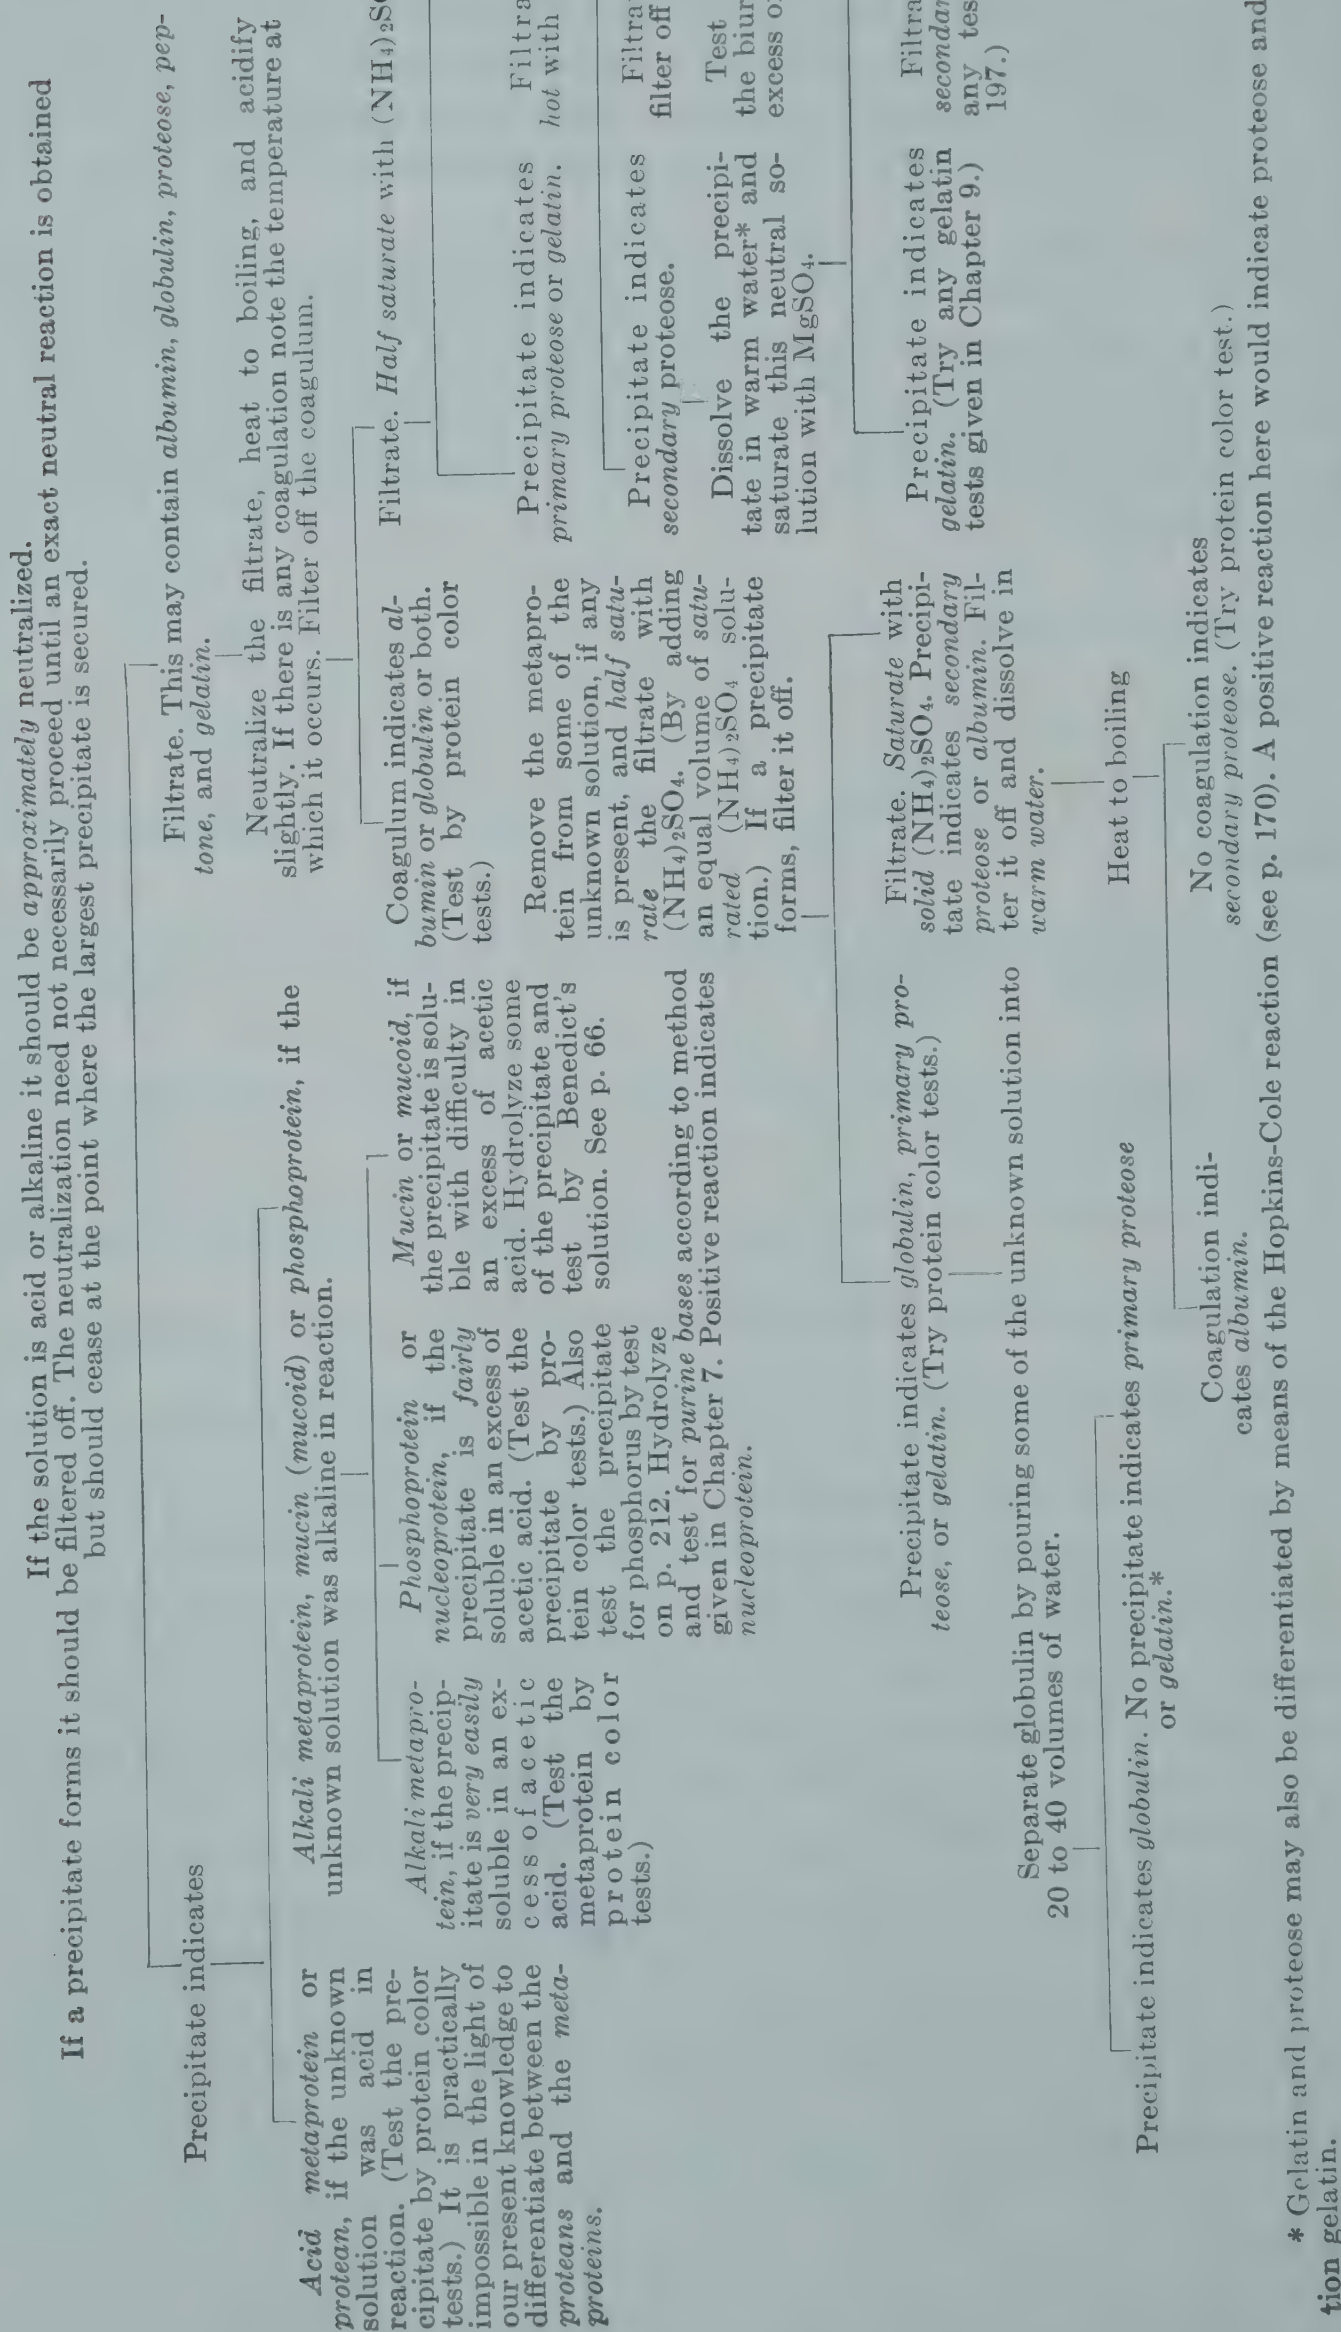 If the solution is acid or alkaline it should be approximately neutralized.
If a precipitate forms it should be filtered off. The neutralization need not necessarily proceed until an exact neutral reaction is obtained
but should cease at the point where the largest precipitate is secured.
Precipitate indicates
Filtrate. This may contain albumin, globulin, proteose, pep-
tone, and gelatin.
Acid metaprotein or
protean, if the unknown
solution was acid in
reaction. (Test the pre-
cipitate by protein color
tests.) It is practically
impossible in the light of
our present knowledge to
differentiate between the
proteans and the meta-
proteins.
Alkali metaprotein, mucin (mucoid) or phosphoprotein, if the
unknown solution was alkaline in reaction.
Alkali metapro-
tein, if the precip-
itate is very easily
soluble in an ex-
cess of acetic
acid. (Test the
metaprotein by
protein color
tests.)
Phosphoprotein or
nucleoprotein, if the
precipitate is fairly
soluble in an excess of
acetic acid. (Test the
precipitate by pro-
tein color tests.) Also
test the precipitate
for phosphorus by test
on p. 212. Hydrolyze
and test for purine bases according to method
given in Chapter 7. Positive reaction indicates
nucleoprotein.
Mucin or mucoid, if
the precipitate is solu-
ble with difficulty in
an excess of acetic
acid. Hydrolyze some
of the precipitate and
test by Benedict's
solution. See p. 66.
Neutralize the filtrate, heat to boiling, and acidify
slightly. If there is any coagulation note the temperature at
which it occurs. Filter off the coagulum.
Coagulum indicates al-
bumin or globulin or both.
(Test by protein color
tests.)
Remove the metapro-
tein from some of the
unknown solution, if any
is present, and half satu-
rate the filtrate with
(NH4)2SO4. (By adding
an equal volume of satu-
rated (NH4)2SO4 solu-
tion.) If a precipitate
forms, filter it off.
Filtrate. Half saturate with (NH4)2SO
Precipitate indicates
primary proteose or gelatin.
Filtra
hot with
Precipitate indicates
secondary proteose.
Filtra
filter off
Dissolve the precipi-
tate in warm water* and
saturate this neutral so-
lution with MgSO4.
Test
the biur
excess o
Precipitate indicates
gelatin. (Try any gelatin
tests given in Chapter 9.)
Filtra
secondar
any tes
197.)
Precipitate indicates globulin, primary pro-
teose, or gelatin. (Try protein color tests.)
Separate globulin by pouring some of the unknown solution into
20 to 40 volumes of water.
Precipitate indicates globulin. No precipitate indicates primary proteose
or gelatin.*
Filtrate. Saturate with
solid (NH4)2SO4. Precipi-
tate indicates secondary
proteose or albumin. Fil-
ter it off and dissolve in
warm water.
Heat to boiling
Coagulation indi-
cates albumin.
No coagulation indicates
secondary proteose. (Try protein color test.)
* Gelatin and proteose may also be differentiated by means of the Hopkins-Cole reaction (see p. 170). A positive reaction here would indicate proteose and
tion gelatin.